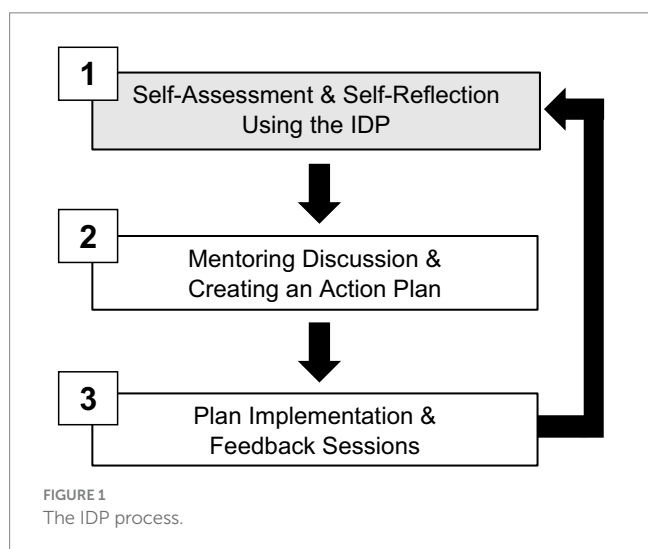 1
Self-Assessment & Self-Reflection
Using the IDP
2
Mentoring Discussion &
Creating an Action Plan
3
Plan Implementation &
Feedback Sessions
FIGURE 1
The IDP process.